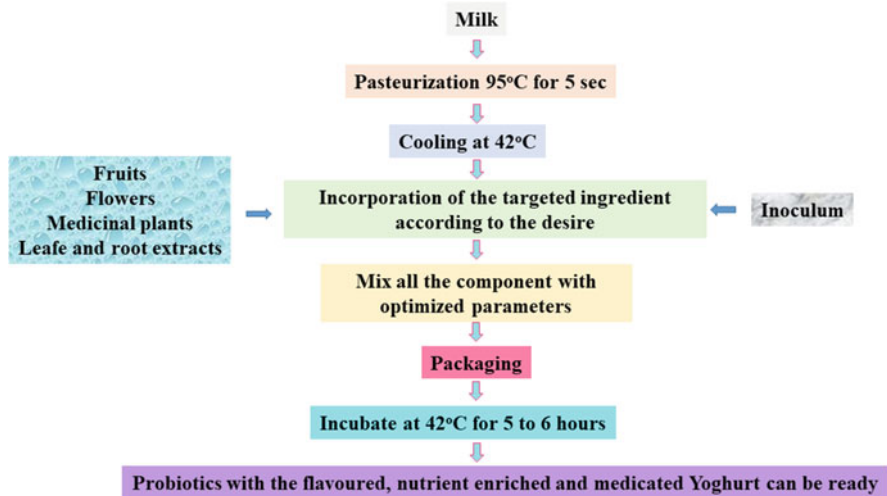 Milk
Pasteurization 95°C for 5 sec
Cooling at 42°C
Fruits
Flowers
Medicinal plants
Leafe and root extracts
Incorporation of the targeted ingredient
according to the desire
Inoculum
Mix all the component with
optimized parameters
Packaging
Incubate at 42°C for 5 to 6 hours
Probiotics with the flavoured, nutrient enriched and medicated Yoghurt can be ready